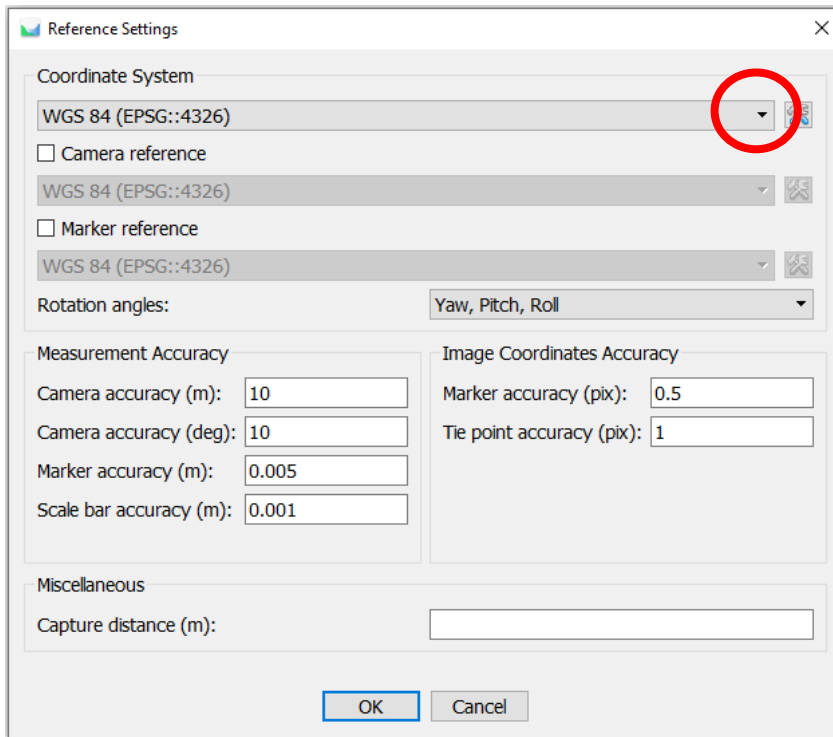 Reference Settings
Coordinate System
WGS 84 (EPSG::4326)
Camera reference
WGS 84 (EPSG::4326)
Marker reference
WGS 84 (EPSG::4326)
Rotation angles: Yaw, Pitch, Roll
Measurement Accuracy
Camera accuracy (m): 10
Camera accuracy (deg): 10
Marker accuracy (m): 0.005
Scale bar accuracy (m): 0.001
Image Coordinates Accuracy
Marker accuracy (pix): 0.5
Tie point accuracy (pix): 1
Miscellaneous
Capture distance (m):
OK Cancel